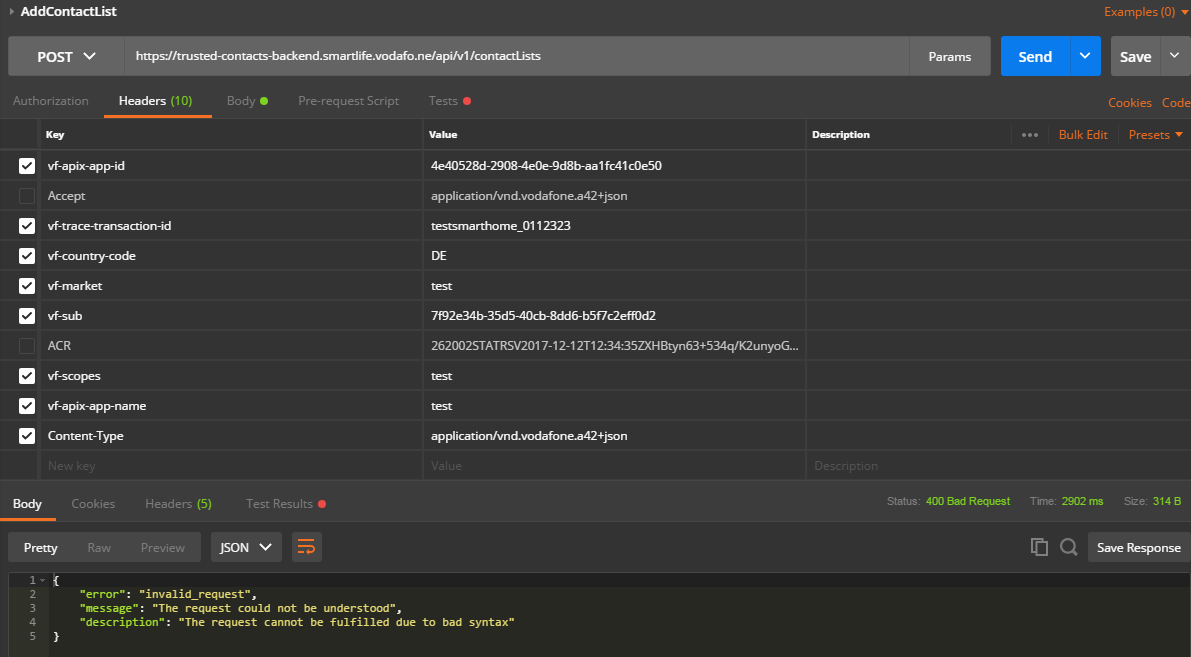 AddContactList Examples (0)
POST https://trusted-contacts-backend.smartlife.vodafo.ne/api/v1/contactLists Params Send Save
Authorization Headers (10) Body Pre-request Script Tests Cookies Code
Key Value Description ••• Bulk Edit Presets
vf-apix-app-id 4e40528d-2908-4e0e-9d8b-aa1fc41c0e50
Accept application/vnd.vodafone.a42+json
vf-trace-transaction-id testsmarthome_0112323
vf-country-code DE
vf-market test
vf-sub 7f92e34b-35d5-40cb-8dd6-b5f7c2eff0d2
ACR 262002STATRSV2017-12-12T12:34:35ZXHBtyn63+534q/K2unyoG...
vf-scopes test
vf-apix-app-name test
Content-Type application/vnd.vodafone.a42+json
New key Value Description
Body Cookies Headers (5) Test Results Status: 400 Bad Request Time: 2902 ms Size: 314 B
Pretty Raw Preview JSON Save Response
1 {
2 "error": "invalid_request",
3 "message": "The request could not be understood",
4 "description": "The request cannot be fulfilled due to bad syntax"
5 }